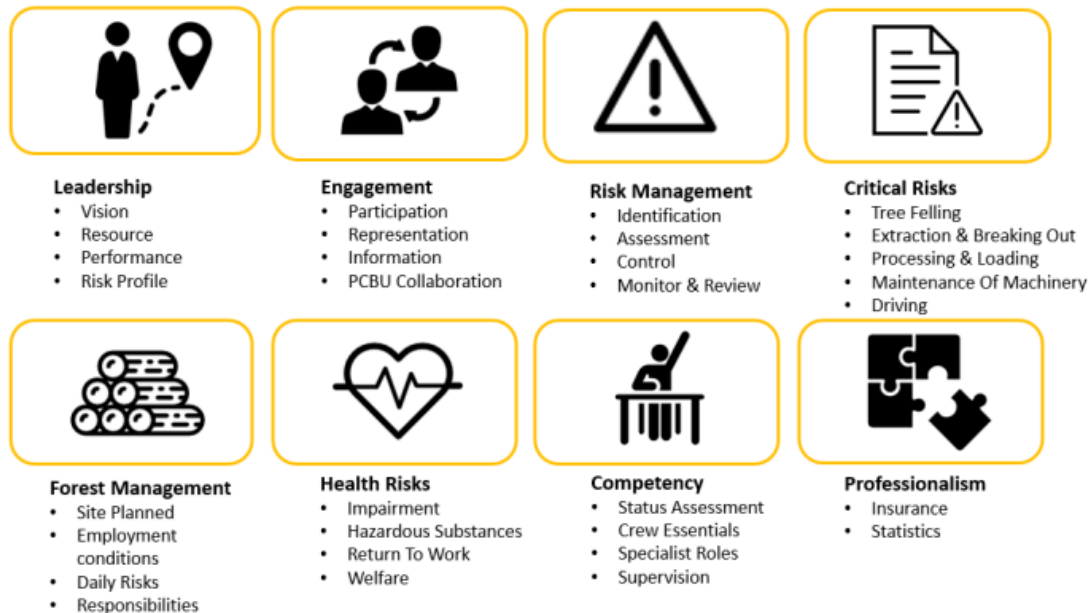 Leadership
• Vision
• Resource
• Performance
• Risk Profile
Engagement
• Participation
• Representation
• Information
• PCBU Collaboration
Risk Management
• Identification
• Assessment
• Control
• Monitor & Review
Critical Risks
• Tree Felling
• Extraction & Breaking Out
• Processing & Loading
• Maintenance Of Machinery
• Driving
Forest Management
• Site Planned
• Employment
conditions
• Daily Risks
• Responsibilities
Health Risks
• Impairment
• Hazardous Substances
• Return To Work
• Welfare
Competency
• Status Assessment
• Crew Essentials
• Specialist Roles
• Supervision
Professionalism
• Insurance
• Statistics